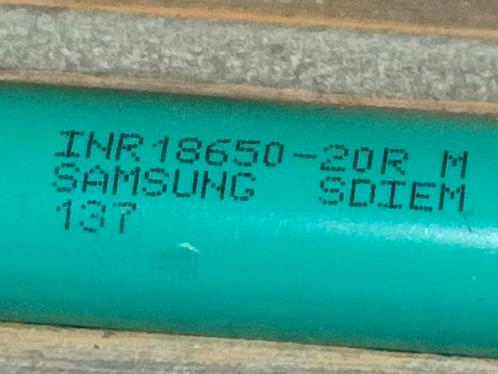 INR18650-20R M
SAMSUNG SDIEM
137